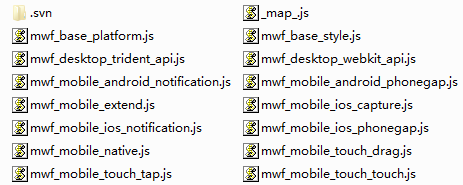 .svn
_map_.js
mwf_base_platform.js
mwf_base_style.js
mwf_desktop_trident_api.js
mwf_desktop_webkit_api.js
mwf_mobile_android_notification.js
mwf_mobile_android_phonegap.js
mwf_mobile_extend.js
mwf_mobile_ios_capture.js
mwf_mobile_ios_notification.js
mwf_mobile_ios_phonegap.js
mwf_mobile_native.js
mwf_mobile_touch_drag.js
mwf_mobile_touch_tap.js
mwf_mobile_touch_touch.js